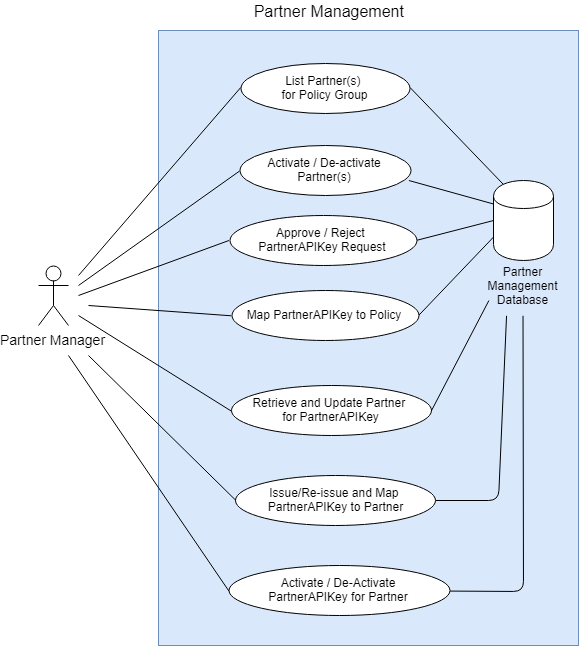 Partner Management
List Partner(s)
for Policy Group
Activate / De-activate
Partner(s)
Approve / Reject
PartnerAPIKey Request
Partner
Management
Database
Map PartnerAPIKey to Policy
Partner Manager
Retrieve and Update Partner
for PartnerAPIKey
Issue/Re-issue and Map
PartnerAPIKey to Partner
Activate / De-Activate
PartnerAPIKey for Partner